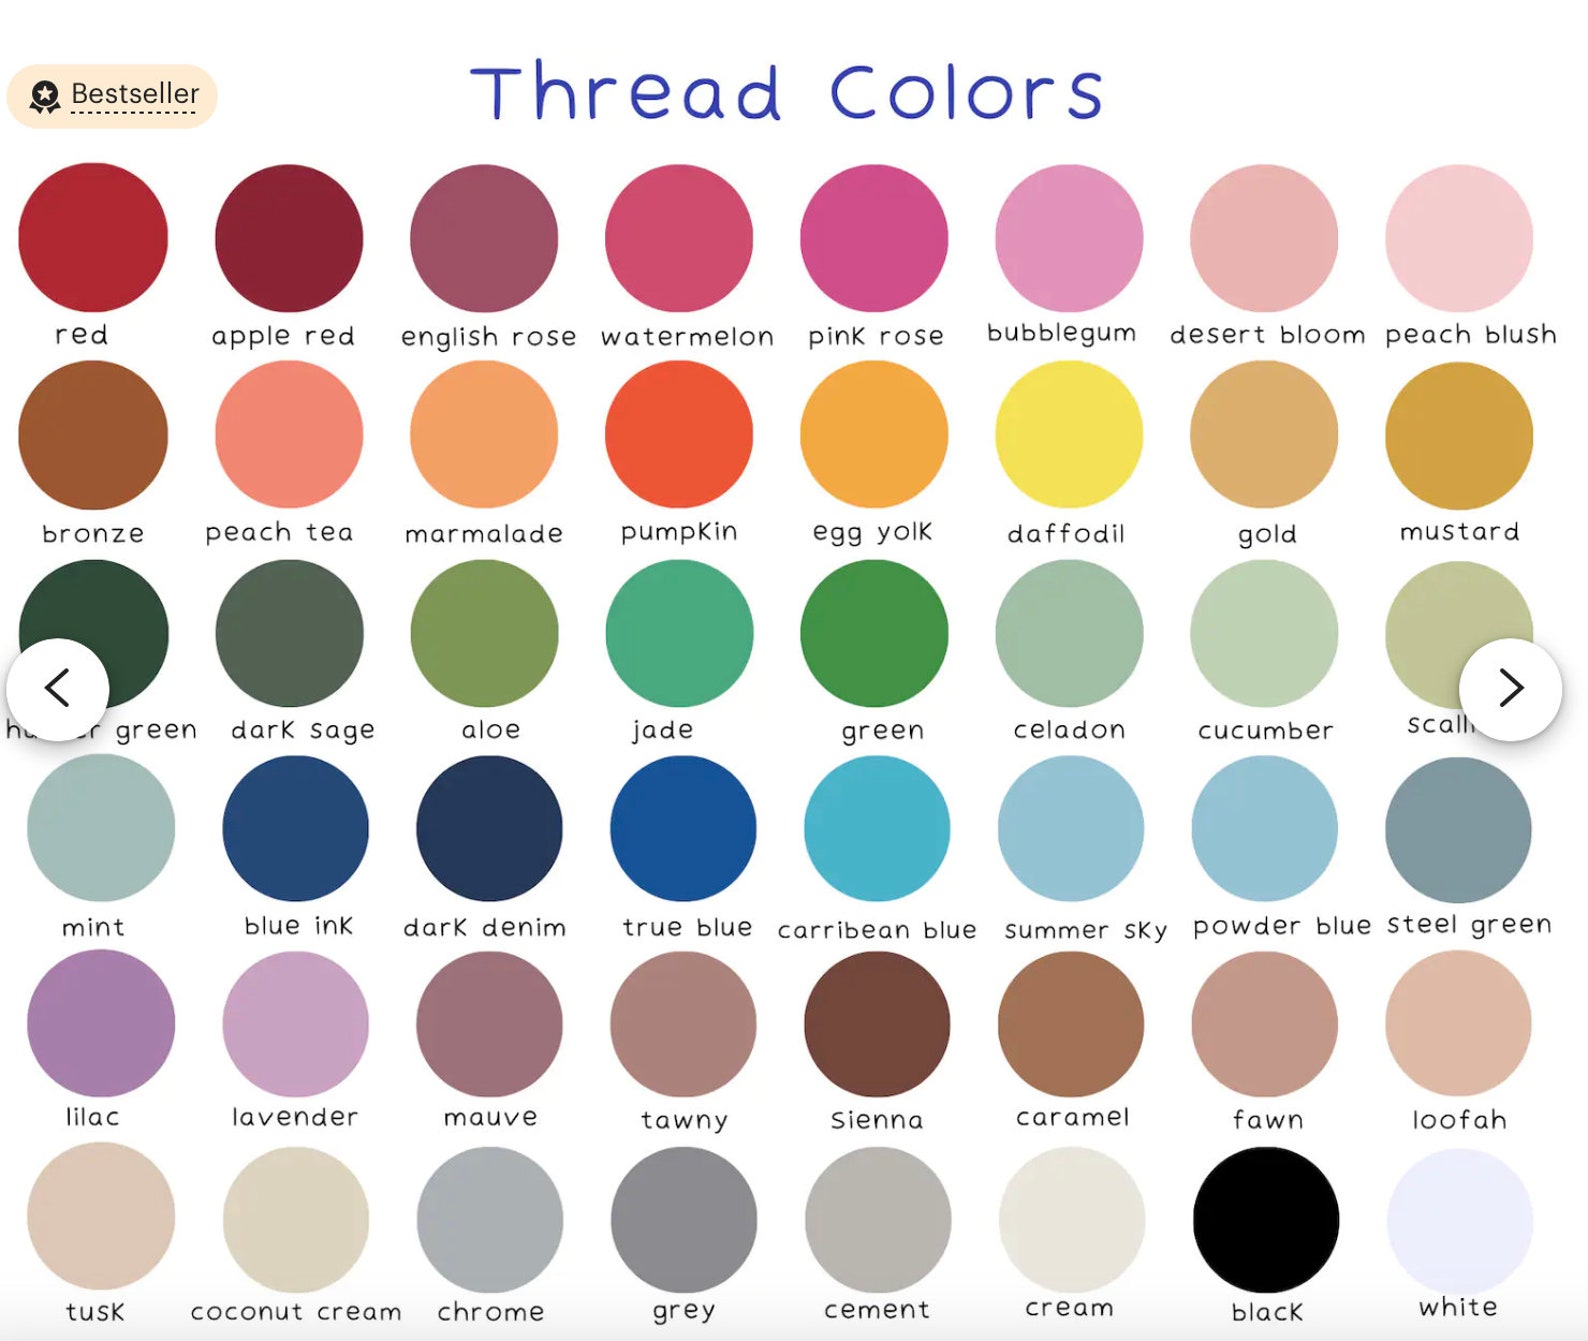 Bestseller
Thread Colors
red apple red english rose watermelon pink rose bubblegum desert bloom peach blush
bronze peach tea marmalade pumpkin egg yolk daffodil gold mustard
green dark sage aloe jade green celadon cucumber
mint blue ink dark denim true blue carribean blue summer sky powder blue steel green
lilac lavender mauve tawny Sienna caramel fawn loofah
tusk coconut cream chrome grey cement cream black white